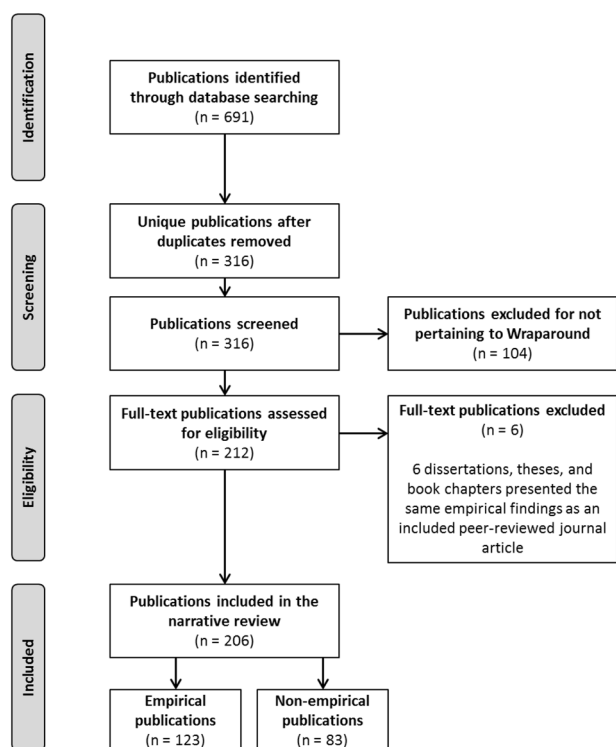 Identification
Publications identified
through database searching
(n = 691)
Screening
Unique publications after
duplicates removed
(n = 316)
Publications screened
(n = 316)
Publications excluded for not
pertaining to Wraparound
(n = 104)
Eligibility
Full-text publications assessed
for eligibility
(n = 212)
Full-text publications excluded
(n = 6)
6 dissertations, theses, and
book chapters presented the
same empirical findings as an
included peer-reviewed journal
article
Included
Publications included in the
narrative review
(n = 206)
Empirical
publications
(n = 123)
Non-empirical
publications
(n = 83)